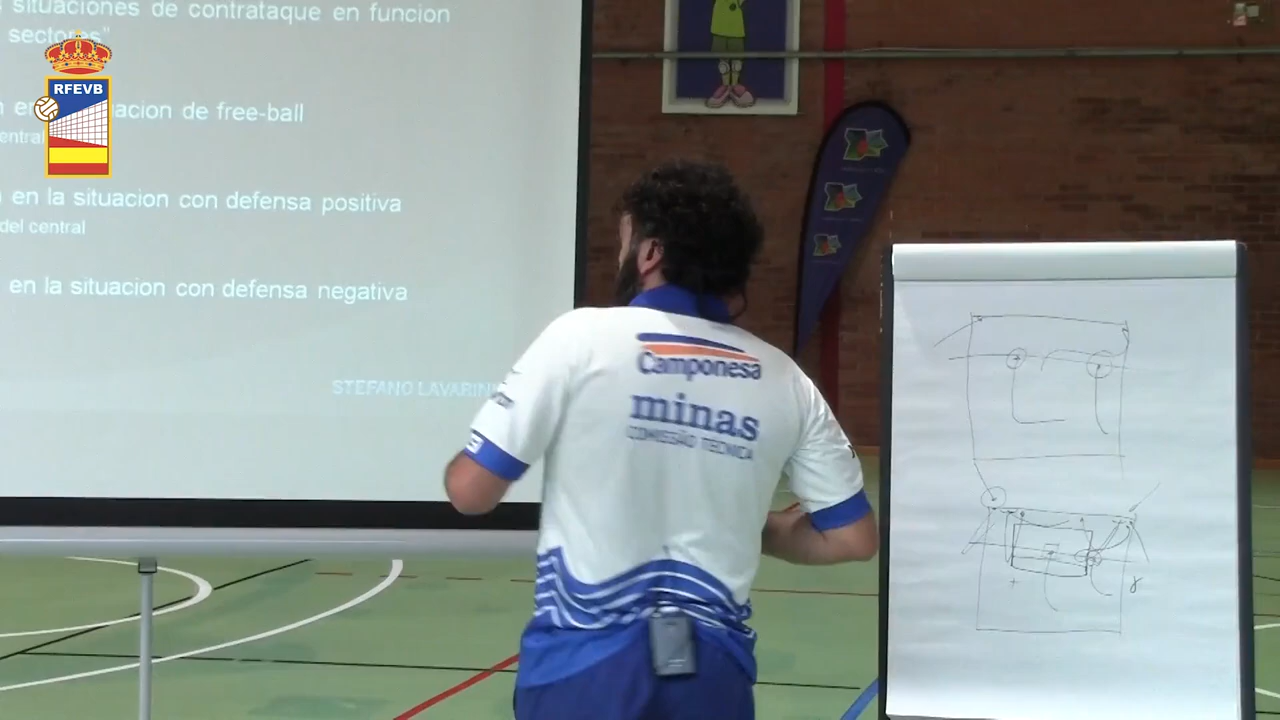 situaciones de contrataque en funcion
sectores"
RFEVB
acion de free-ball
central
en la situacion con defensa positiva
del central
en la situacion con defensa negativa
STEFANO LAVARIN
Camponesa
minas
COMISSÃO TECNICA